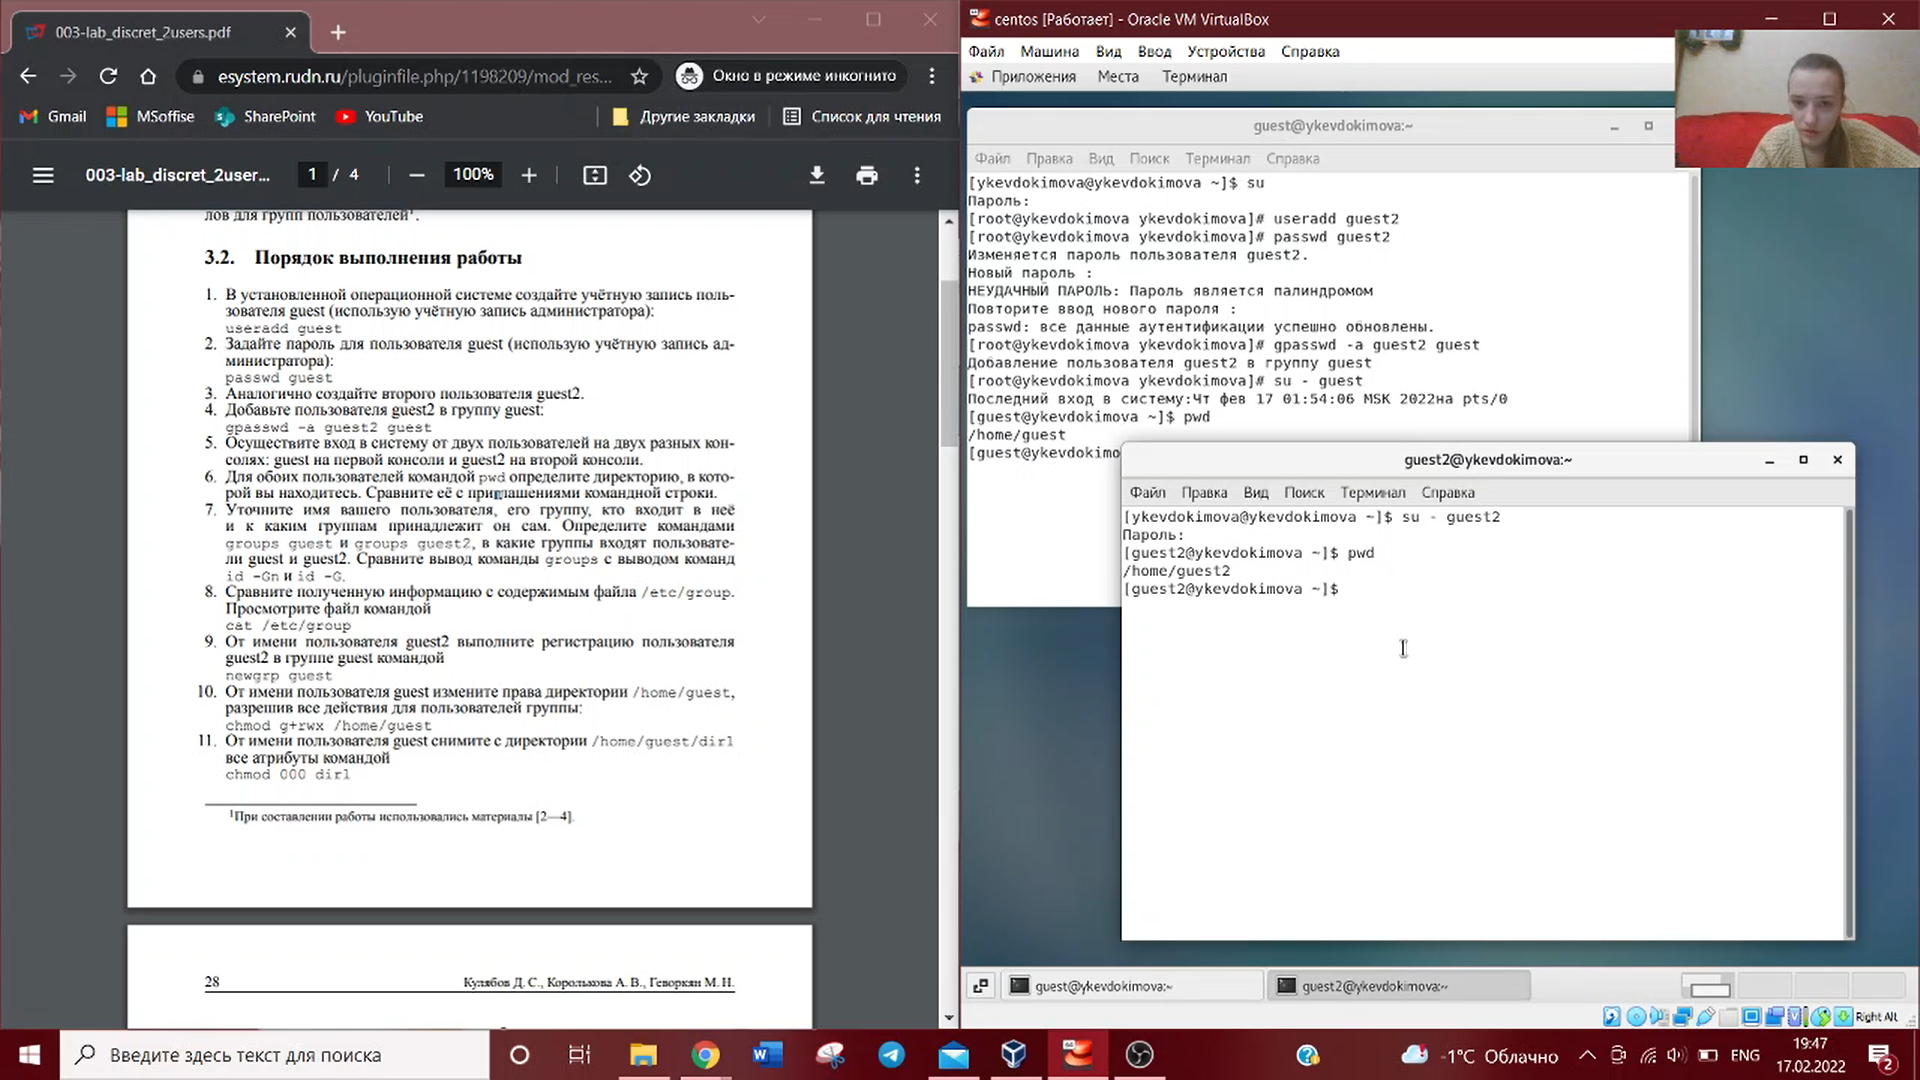 003-lab_discret_2users.pdf
esystem.rudn.ru/pluginfile.php/1198209/mod_res...
Окно в режиме инкогнито
Gmail
MSoffise
SharePoint
YouTube
Другие закладки
Список для чтения
003-lab_discret_2user...
1 / 4
100%
лов для групп пользователей¹.
3.2. Порядок выполнения работы
1. В установленной операционной системе создайте учётную запись поль-
зователя guest (использую учётную запись администратора):
useradd guest
2. Задайте пароль для пользователя guest (использую учётную запись ад-
министратора):
passwd guest
3. Аналогично создайте второго пользователя guest2.
4. Добавьте пользователя guest2 в группу guest:
gpasswd -a guest2 guest
5. Осуществите вход в систему от двух пользователей на двух разных кон-
солях: guest на первой консоли и guest2 на второй консоли.
6. Для обоих пользователей командой pwd определите директорию, в кото-
рой вы находитесь. Сравните её с приглашениями командной строки.
7. Уточните имя вашего пользователя, его группу, кто входит в неё
и к каким группам принадлежит он сам. Определите командами
groups guest и groups guest2, в какие группы входят пользовате-
ли guest и guest2. Сравните вывод команды groups с выводом команд
id -Gn и id -G.
8. Сравните полученную информацию с содержимым файла /etc/group.
Просмотрите файл командой
cat /etc/group
9. От имени пользователя guest2 выполните регистрацию пользователя
guest2 в группе guest командой
newgrp guest
10. От имени пользователя guest измените права директории /home/guest,
разрешив все действия для пользователей группы:
chmod g+rwx /home/guest
11. От имени пользователя guest снимите с директории /home/guest/dir1
все атрибуты командой
chmod 000 dir1
¹При составлении работы использовались материалы [2—4].
28
Кулябов Д. С., Королькова А. В., Геворкян М. Н.
centos [Работает] - Oracle VM VirtualBox
Файл Машина Вид Ввод Устройства Справка
Приложения Места Терминал
guest@ykevdokimova:~
Файл Правка Вид Поиск Терминал Справка
[ykevdokimova@ykevdokimova ~]$ su
Пароль:
[root@ykevdokimova ykevdokimova]# useradd guest2
[root@ykevdokimova ykevdokimova]# passwd guest2
Изменяется пароль пользователя guest2.
Новый пароль :
НЕУДАЧНЫЙ ПАРОЛЬ: Пароль является палиндромом
Повторите ввод нового пароля :
passwd: все данные аутентификации успешно обновлены.
[root@ykevdokimova ykevdokimova]# gpasswd -a guest2 guest
Добавление пользователя guest2 в группу guest
[root@ykevdokimova ykevdokimova]# su - guest
Последний вход в систему:Чт фев 17 01:54:06 MSK 2022на pts/0
[guest@ykevdokimova ~]$ pwd
/home/guest
[guest@ykevdokimo
guest2@ykevdokimova:~
Файл Правка Вид Поиск Терминал Справка
[ykevdokimova@ykevdokimova ~]$ su - guest2
Пароль:
[guest2@ykevdokimova ~]$ pwd
/home/guest2
[guest2@ykevdokimova ~]$
guest@ykevdokimova:~
guest2@ykevdokimova:~
Right Alt
Введите здесь текст для поиска
-1°C Облачно
ENG
19:47
17.02.2022
2